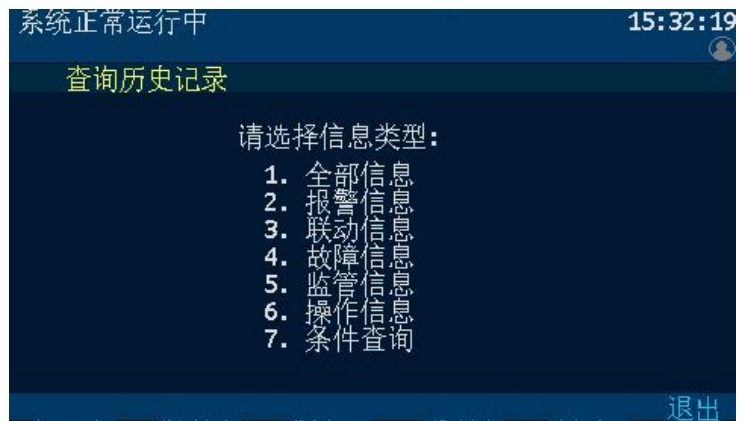 系统正常运行中
15:32:19
查询历史记录
请选择信息类型:
1. 全部信息
2. 报警信息
3. 联动信息
4. 故障信息
5. 监管信息
6. 操作信息
7. 条件查询
退出